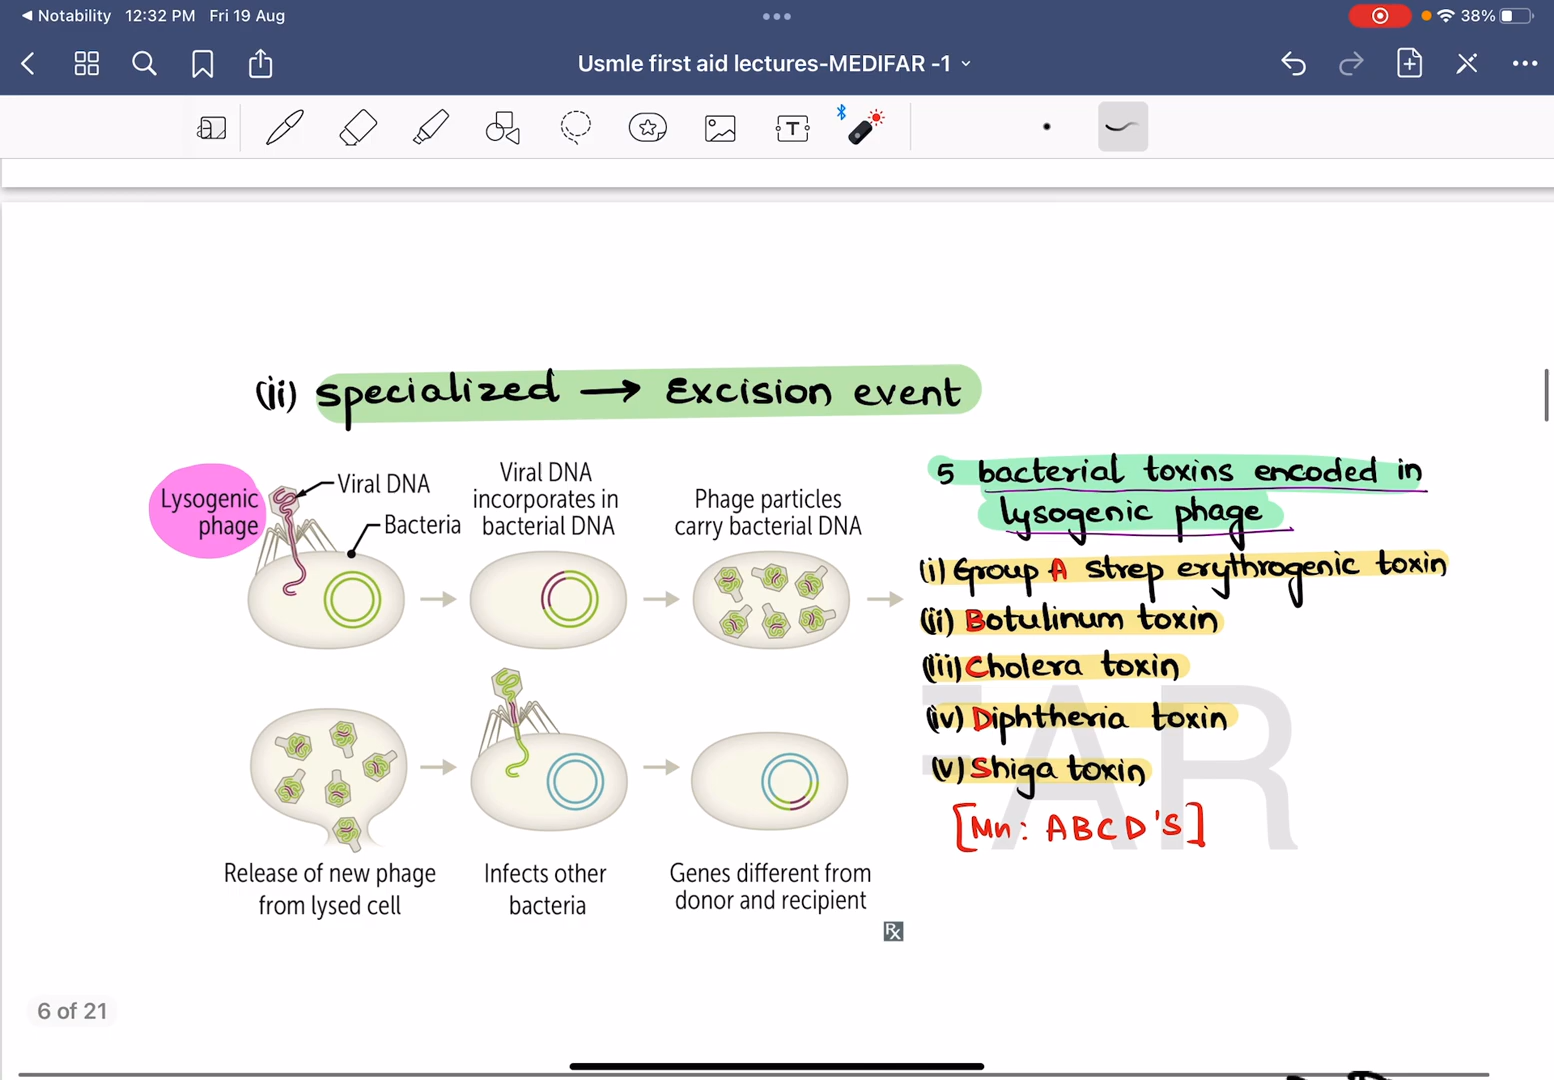 Notability 12:32 PM Fri 19 Aug
38%
Usmle first aid lectures-MEDIFAR -1
T
(ii) specialized → Excision event
Lysogenic
phage
Viral DNA
Bacteria
Viral DNA
incorporates in
bacterial DNA
Phage particles
carry bacterial DNA
5 bacterial toxins encoded in
lysogenic phage
(i) Group A strep erythrogenic toxin
(ii) Botulinum toxin
(iii) Cholera toxin
(iv) Diphtheria toxin
(v) Shiga toxin
[Mn: ABCD'S]
FAR
Release of new phage
from lysed cell
Infects other
bacteria
Genes different from
donor and recipient
Rx
6 of 21